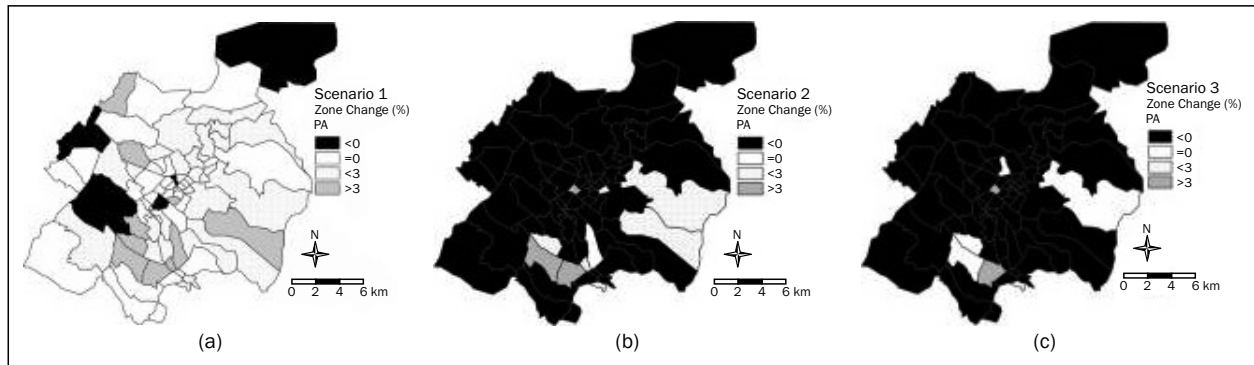 Scenario 1
Zone Change (%)
PA
<0
=0
<3
>3
N
0 2 4 6 km
(a)
Scenario 2
Zone Change (%)
PA
<0
=0
<3
>3
N
0 2 4 6 km
(b)
Scenario 3
Zone Change (%)
PA
<0
=0
<3
>3
N
0 2 4 6 km
(c)